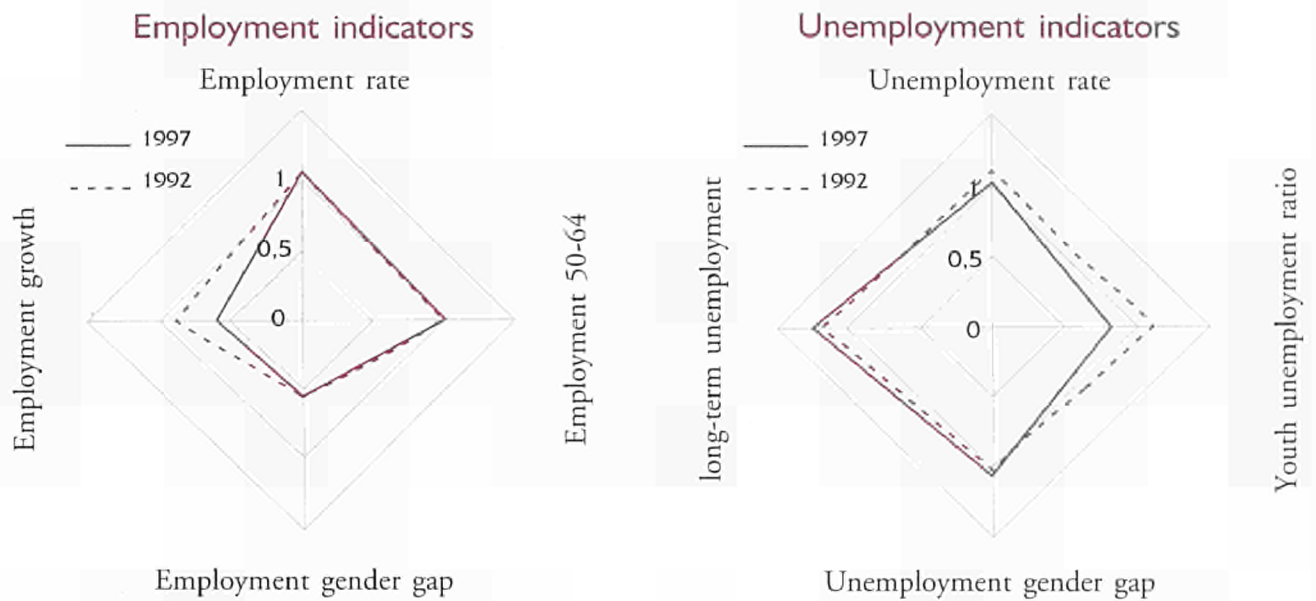 Employment indicators
Employment rate
1997
1992
1
0,5
0
Employment growth
Employment 50-64
Employment gender gap
Unemployment indicators
Unemployment rate
1997
1992
1
0,5
0
long-term unemployment
Youth unemployment ratio
Unemployment gender gap